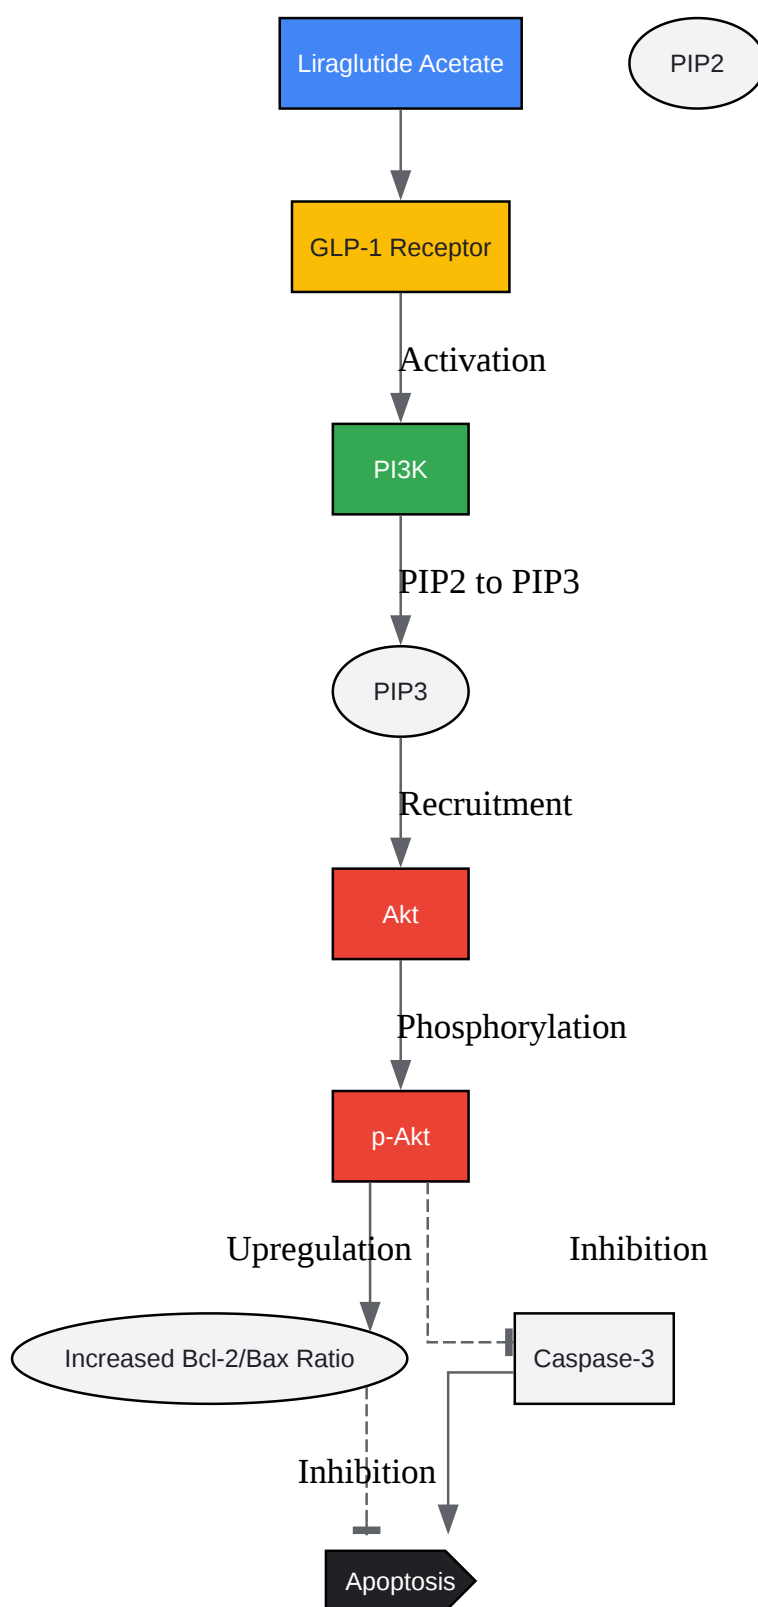 Liraglutide Acetate
PIP2
GLP-1 Receptor
Activation
PI3K
PIP2 to PIP3
PIP3
Recruitment
Akt
Phosphorylation
p-Akt
Upregulation
Inhibition
Increased Bcl-2/Bax Ratio
Caspase-3
Inhibition
Apoptosis